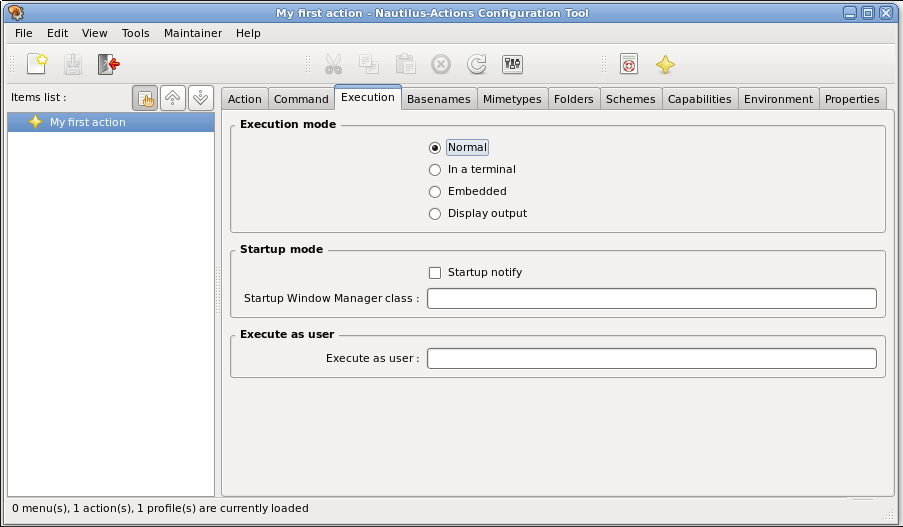 My first action - Nautilus-Actions Configuration Tool
File Edit View Tools Maintainer Help
Items list :
Action Command Execution Basenames Mimetypes Folders Schemes Capabilities Environment Properties
My first action
Execution mode
Normal
In a terminal
Embedded
Display output
Startup mode
Startup notify
Startup Window Manager class :
Execute as user
Execute as user :
0 menu(s), 1 action(s), 1 profile(s) are currently loaded